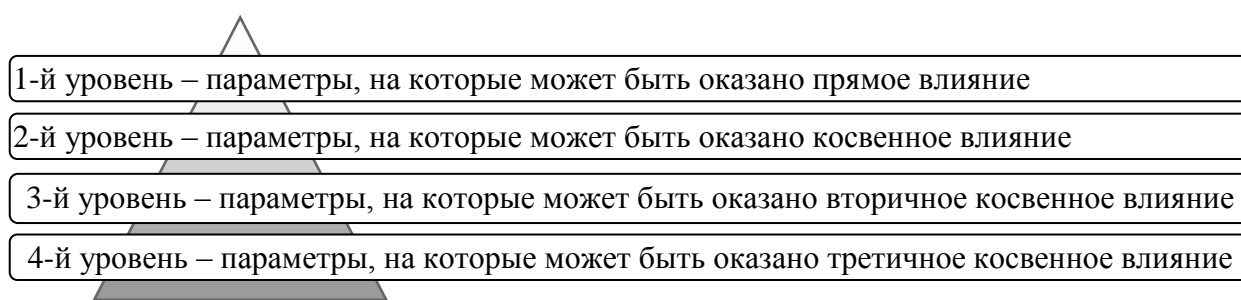 1-й уровень – параметры, на которые может быть оказано прямое влияние
2-й уровень – параметры, на которые может быть оказано косвенное влияние
3-й уровень – параметры, на которые может быть оказано вторичное косвенное влияние
4-й уровень – параметры, на которые может быть оказано третичное косвенное влияние